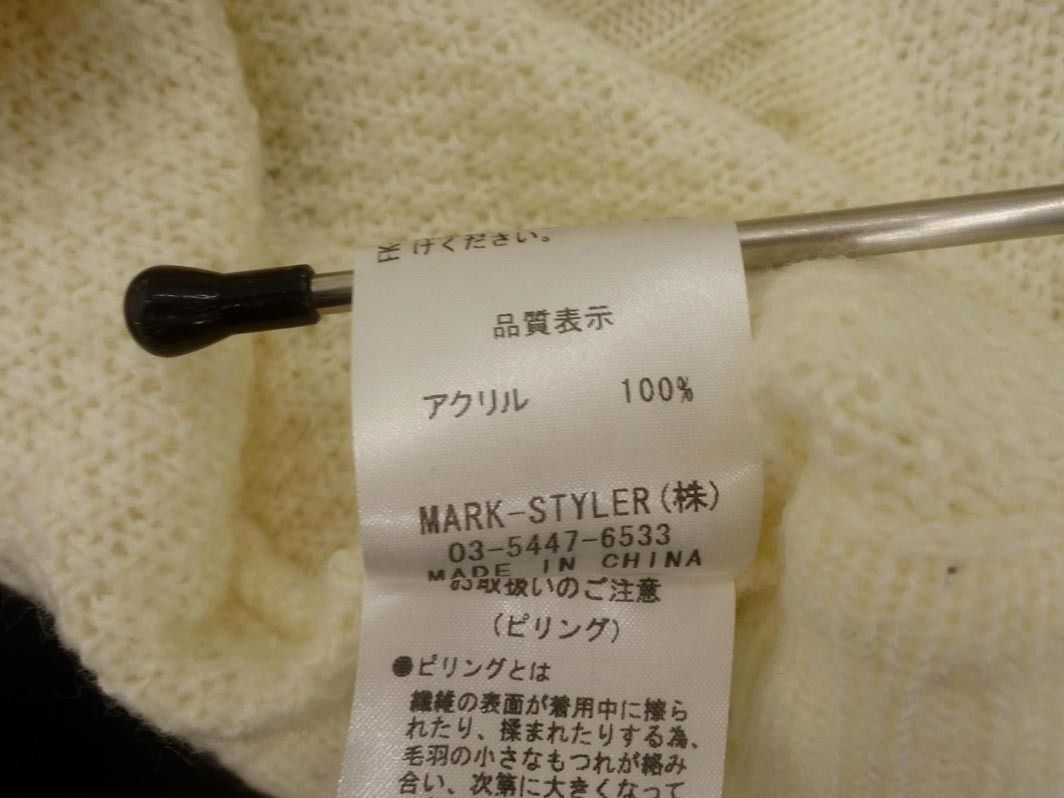 けください。
品質表示
アクリル 100%
MARK-STYLER(株)
03-5447-6533
MADE IN CHINA
お取扱いのご注意
(ピリング)
●ピリングとは
繊維の表面が着用中に擦ら
れたり、揉まれたりする為、
毛羽の小さなもつれが絡み
合い、次第に大きくなって